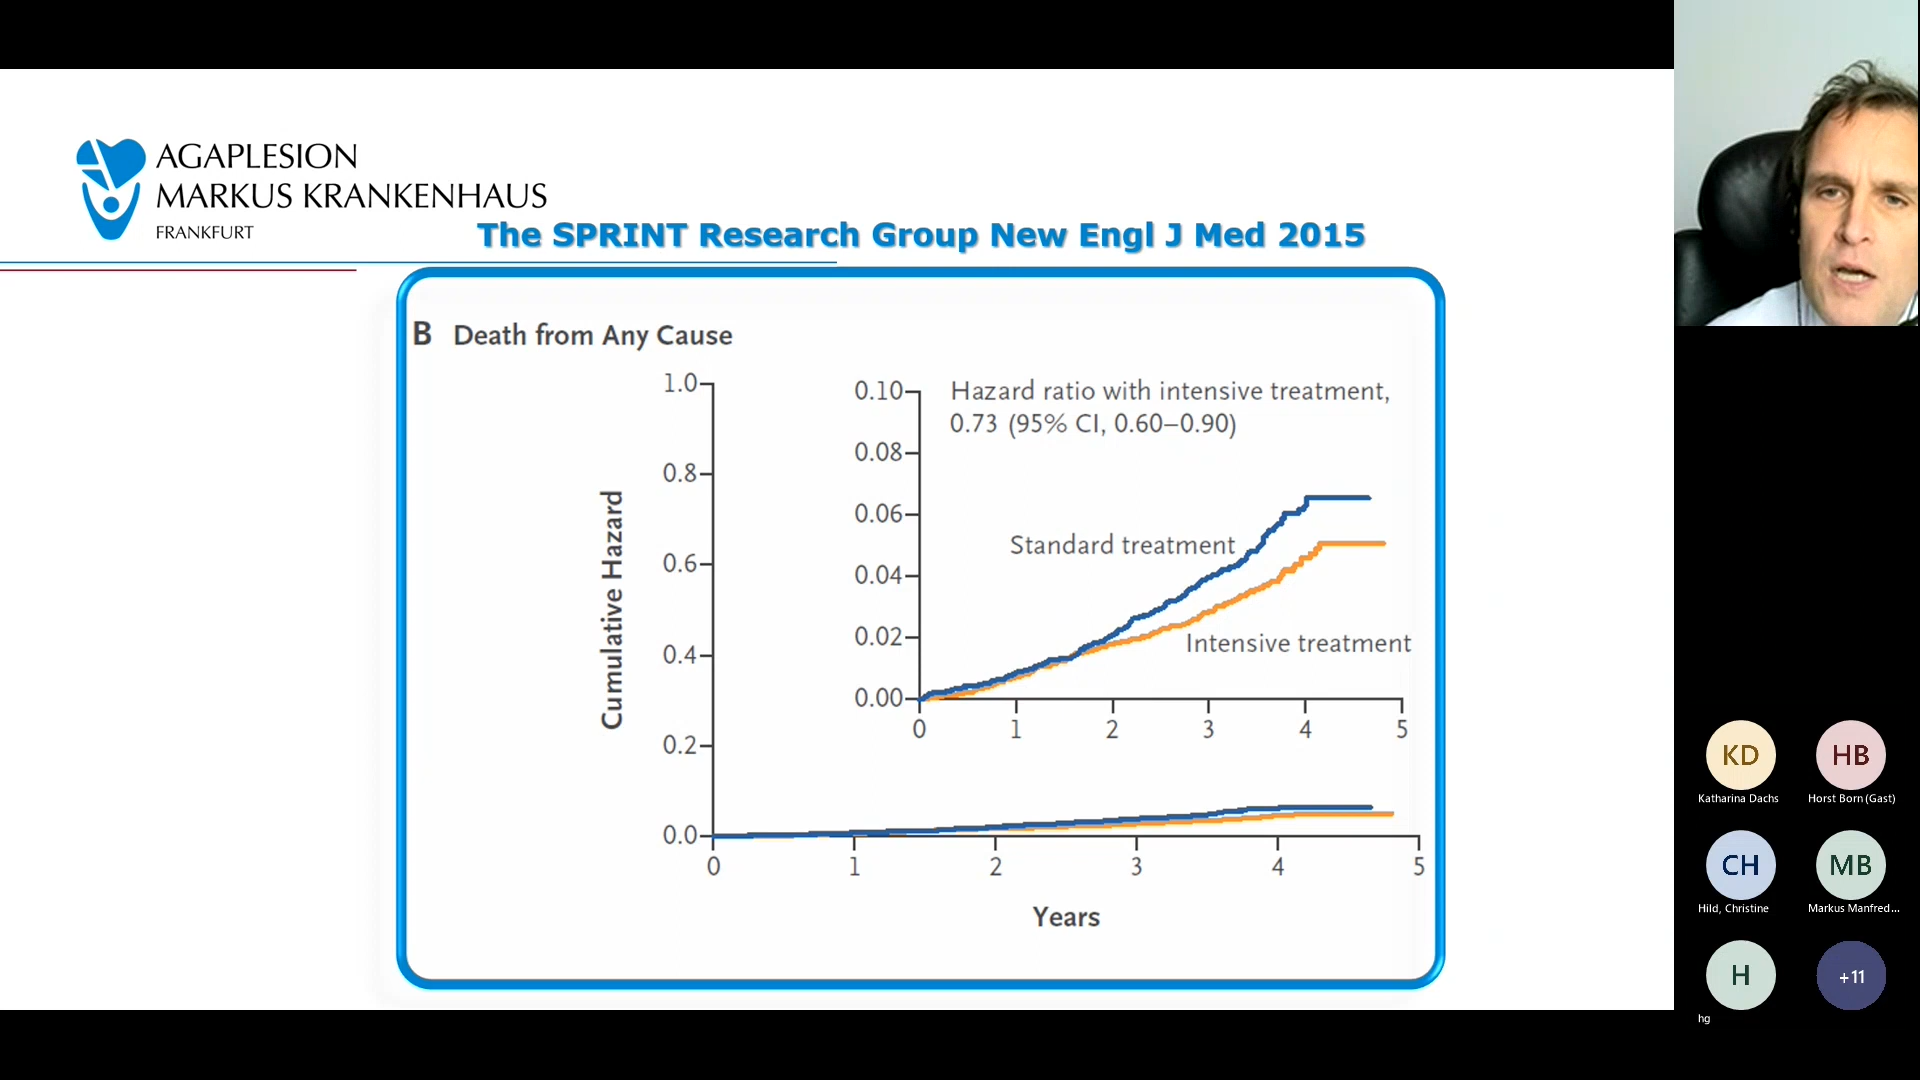 AGAPLESION
MARKUS KRANKENHAUS
FRANKFURT
The SPRINT Research Group New Engl J Med 2015
B Death from Any Cause
Cumulative Hazard
1.0
0.8
0.6
0.4
0.2
0.0
0 1 2 3 4 5
Years
0.10
0.08
0.06
0.04
0.02
0.00
0 1 2 3 4 5
Hazard ratio with intensive treatment,
0.73 (95% CI, 0.60–0.90)
Standard treatment
Intensive treatment
KD
Katharina Dachs
HB
Horst Born (Gast)
CH
Hild, Christine
MB
Markus Manfred...
H
hg
+11